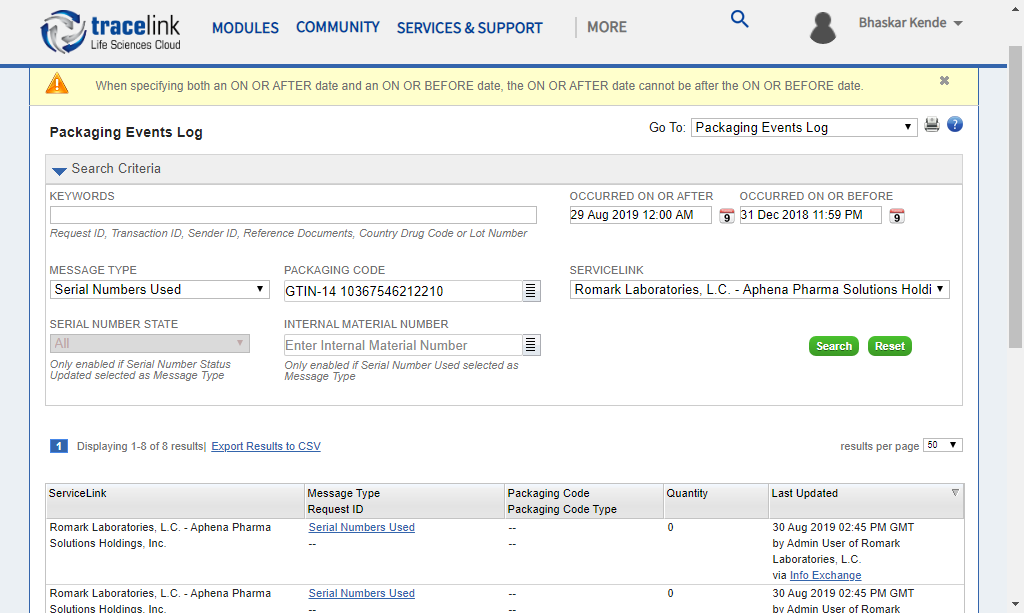 tracelink
Life Sciences Cloud
MODULES COMMUNITY SERVICES & SUPPORT MORE Bhaskar Kende
When specifying both an ON OR AFTER date and an ON OR BEFORE date, the ON OR AFTER date cannot be after the ON OR BEFORE date.
Packaging Events Log
Go To: Packaging Events Log
Search Criteria
KEYWORDS
Request ID, Transaction ID, Sender ID, Reference Documents, Country Drug Code or Lot Number
OCCURRED ON OR AFTER OCCURRED ON OR BEFORE
29 Aug 2019 12:00 AM 9 31 Dec 2018 11:59 PM 9
MESSAGE TYPE PACKAGING CODE SERVICELINK
Serial Numbers Used GTIN-14 10367546212210 Romark Laboratories, L.C. - Aphena Pharma Solutions Holdi
SERIAL NUMBER STATE INTERNAL MATERIAL NUMBER
All Enter Internal Material Number
Only enabled if Serial Number Status
Updated selected as Message Type
Only enabled if Serial Number Used selected as
Message Type
Search Reset
1 Displaying 1-8 of 8 results| Export Results to CSV results per page 50
ServiceLink Message Type Packaging Code Quantity Last Updated
Request ID Packaging Code Type
Romark Laboratories, L.C. - Aphena Pharma Serial Numbers Used -- 0 30 Aug 2019 02:45 PM GMT
Solutions Holdings, Inc. -- -- by Admin User of Romark
Laboratories, L.C.
via Info Exchange
Romark Laboratories, L.C. - Aphena Pharma Serial Numbers Used -- 0 30 Aug 2019 02:45 PM GMT
Solutions Holdings, Inc. -- -- by Admin User of Romark